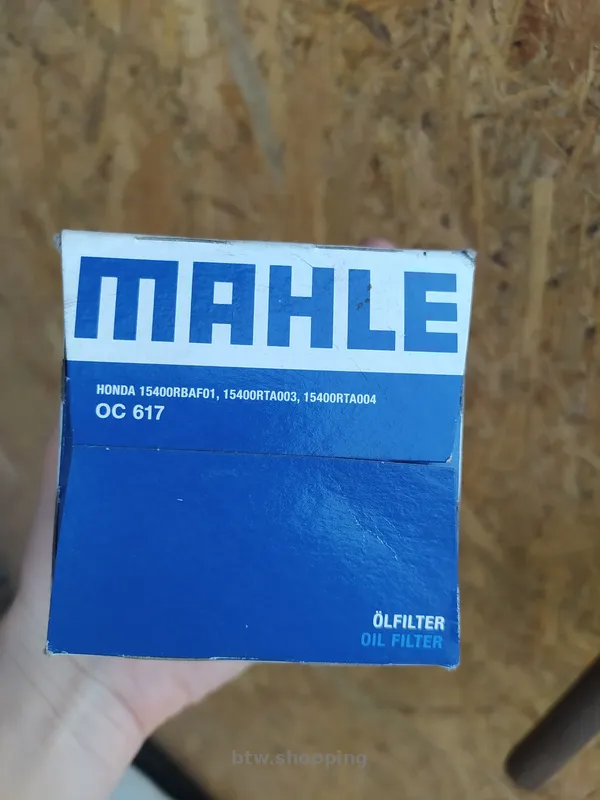 MAHLE
HONDA 15400RBAF01, 15400RTA003, 15400RTA004
OC 617
ÖLFILTER
OIL FILTER
btw.shopping